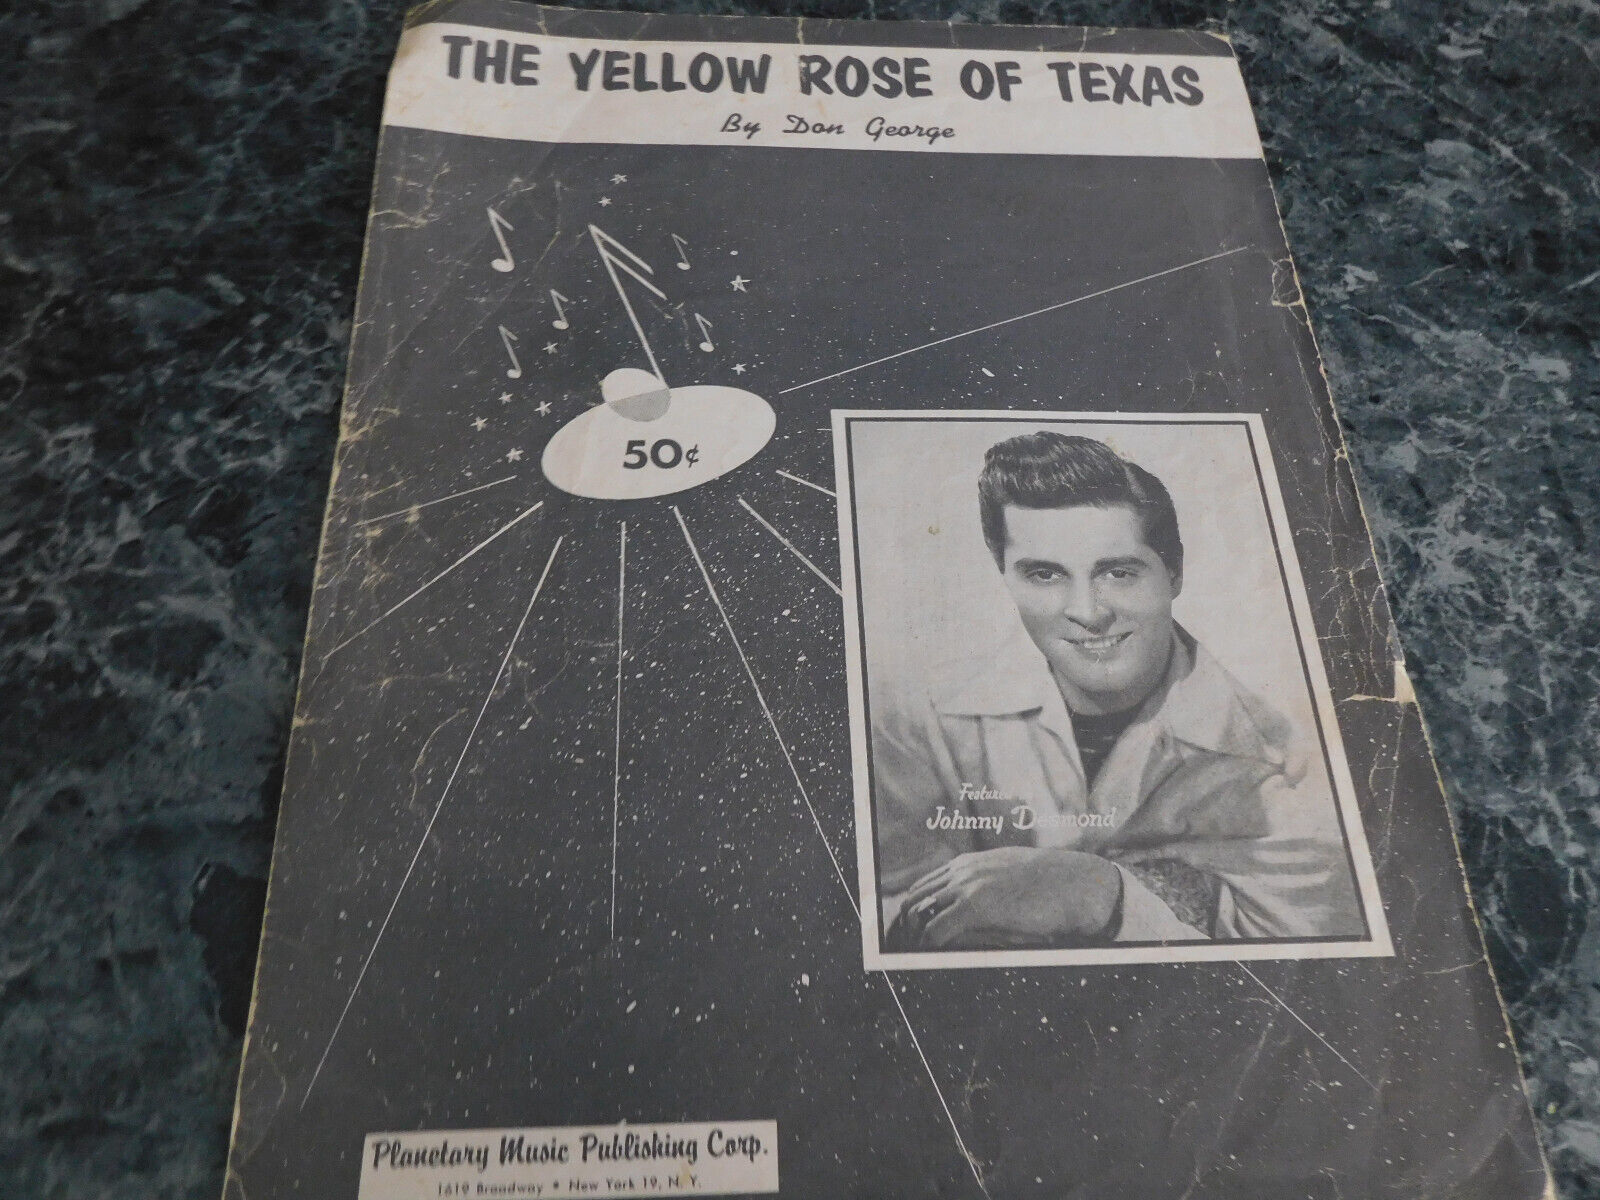 THE YELLOW ROSE OF TEXAS
By Don George
50¢
Featured
Johnny Desmond
Planetary Music Publishing Corp.
1619 Broadway • New York 19, N. Y.